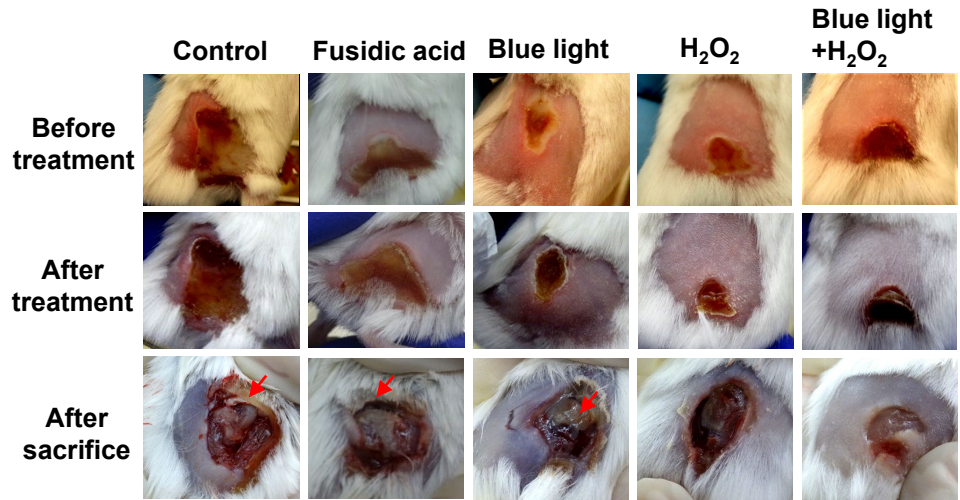 Control Fusidic acid Blue light H₂O₂ Blue light
+H₂O₂
Before
treatment
After
treatment
After
sacrifice